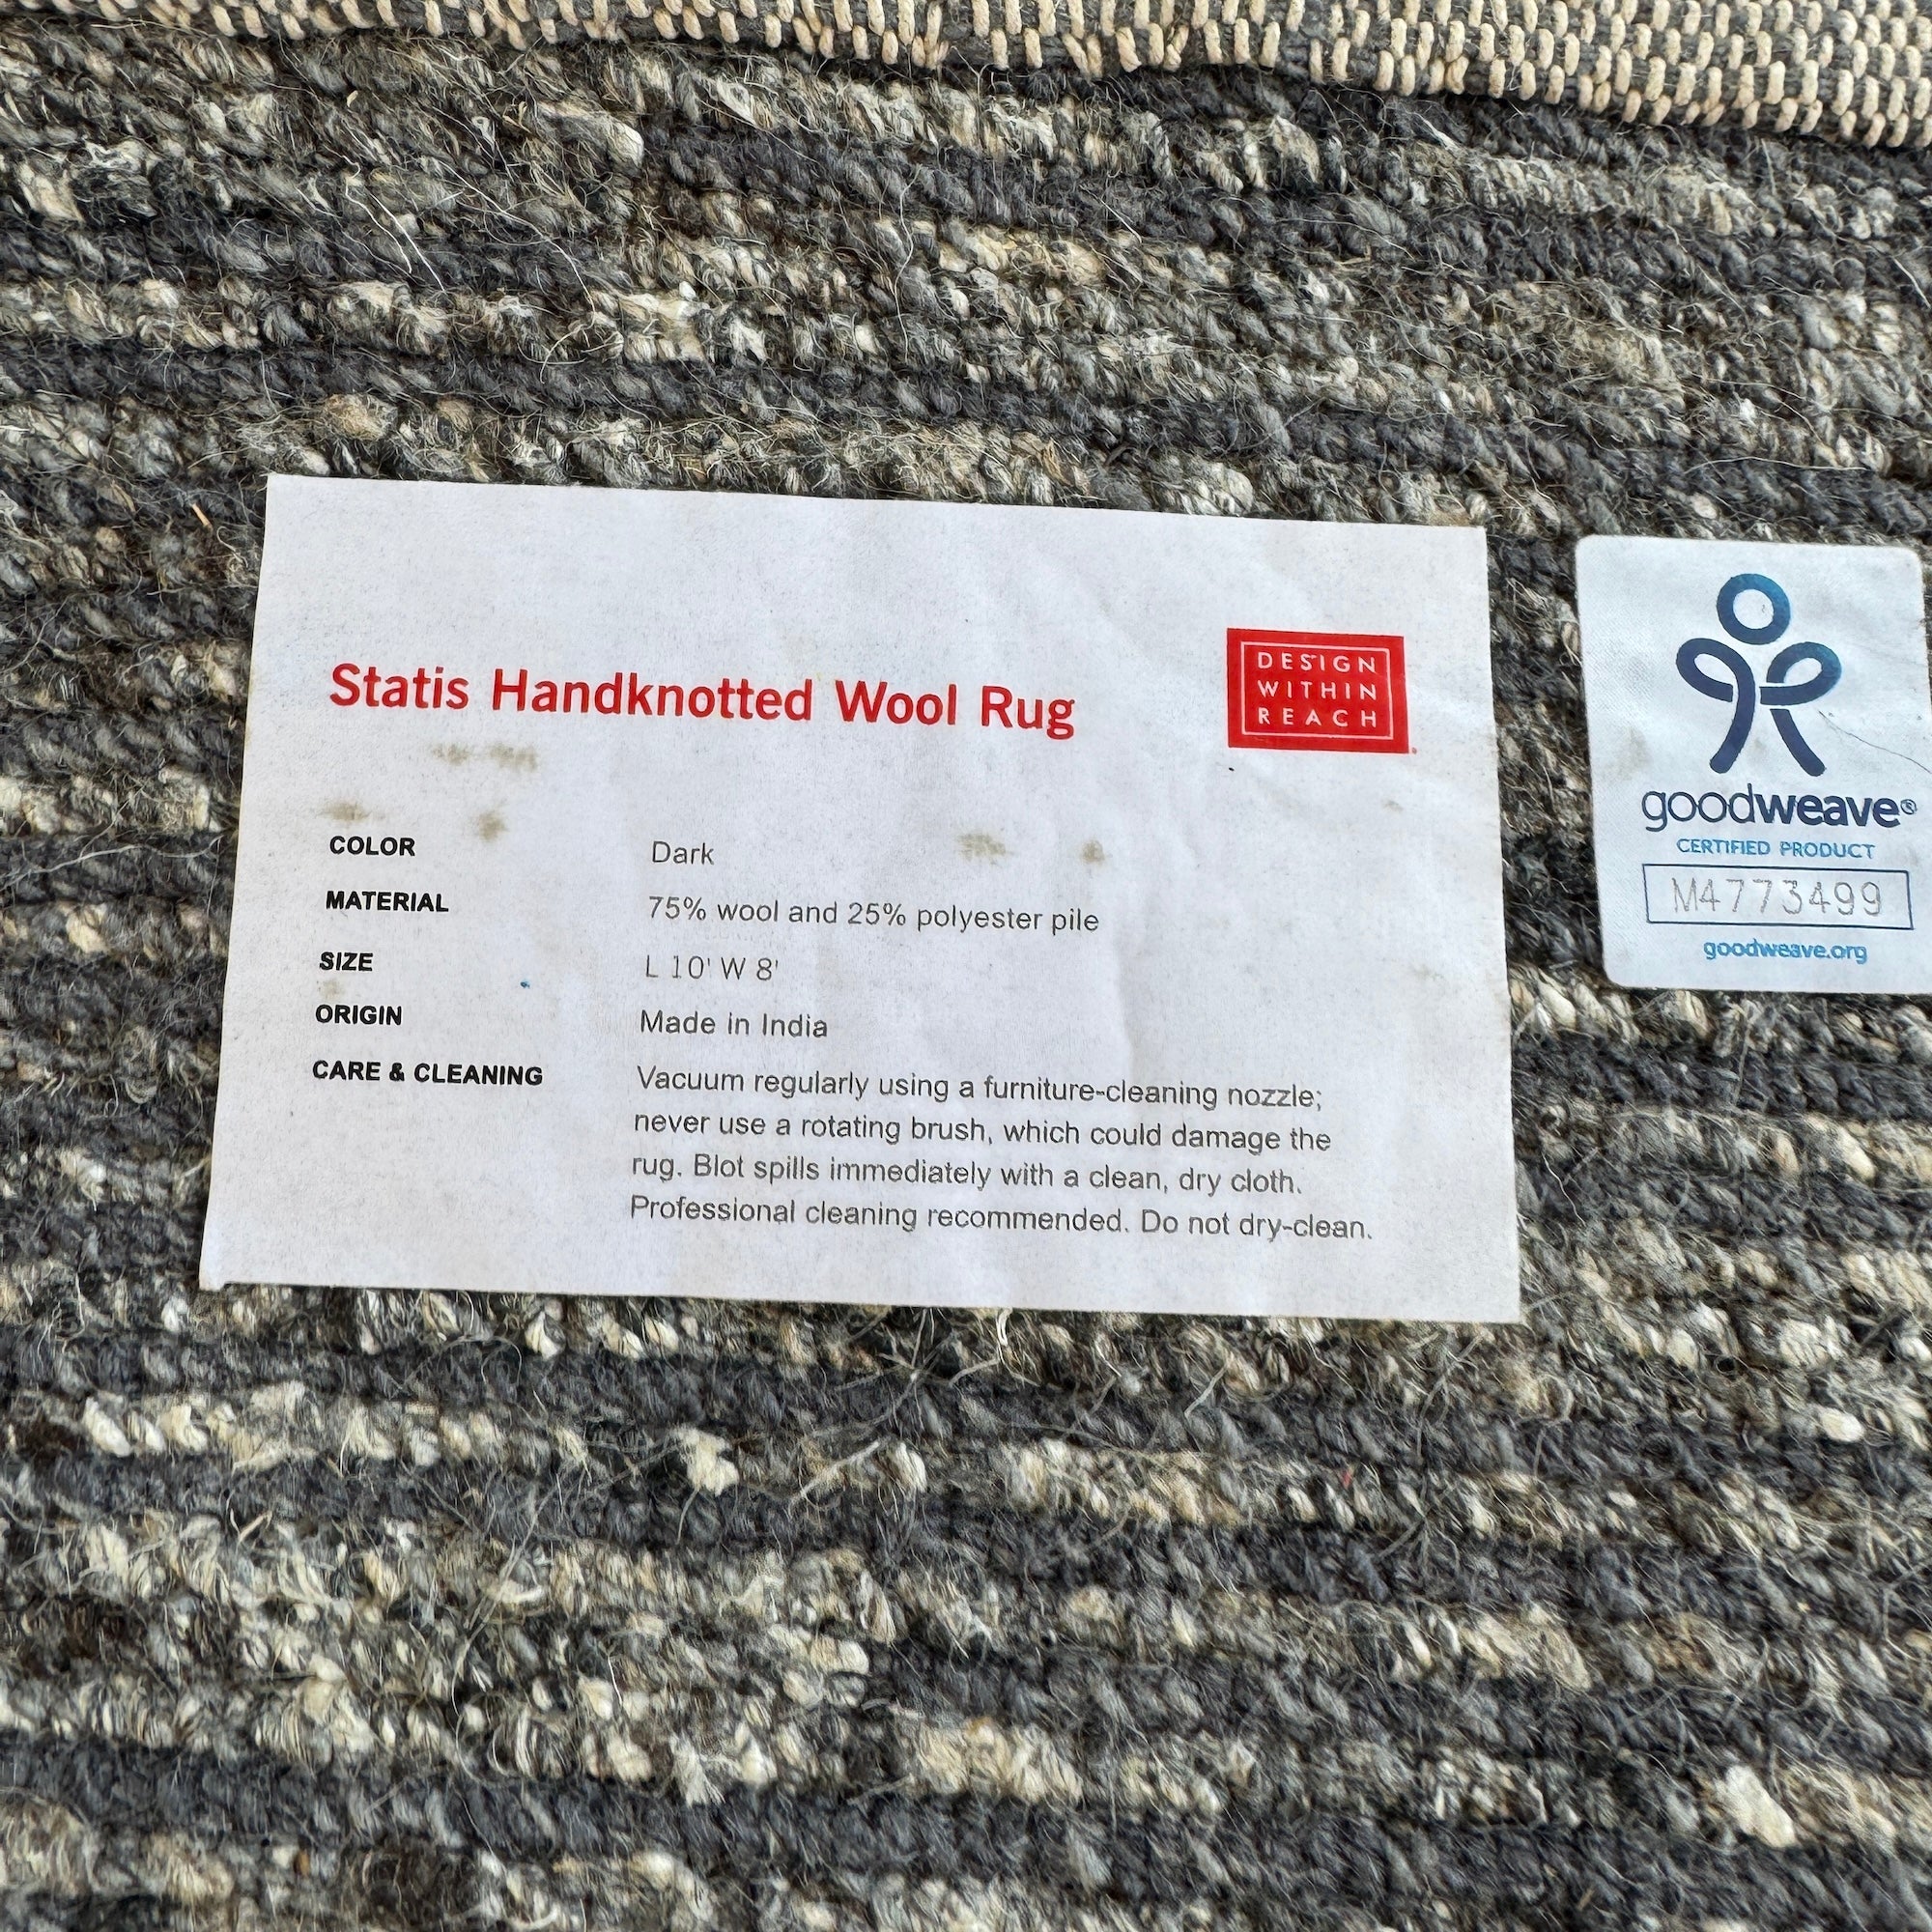 Statis Handknotted Wool Rug
DESIGN
WITHIN
REACH
COLOR Dark
MATERIAL 75% wool and 25% polyester pile
SIZE L 10' W 8'
ORIGIN Made in India
CARE & CLEANING Vacuum regularly using a furniture-cleaning nozzle;
never use a rotating brush, which could damage the
rug. Blot spills immediately with a clean, dry cloth.
Professional cleaning recommended. Do not dry-clean.
goodweave®
CERTIFIED PRODUCT
M4773499
goodweave.org